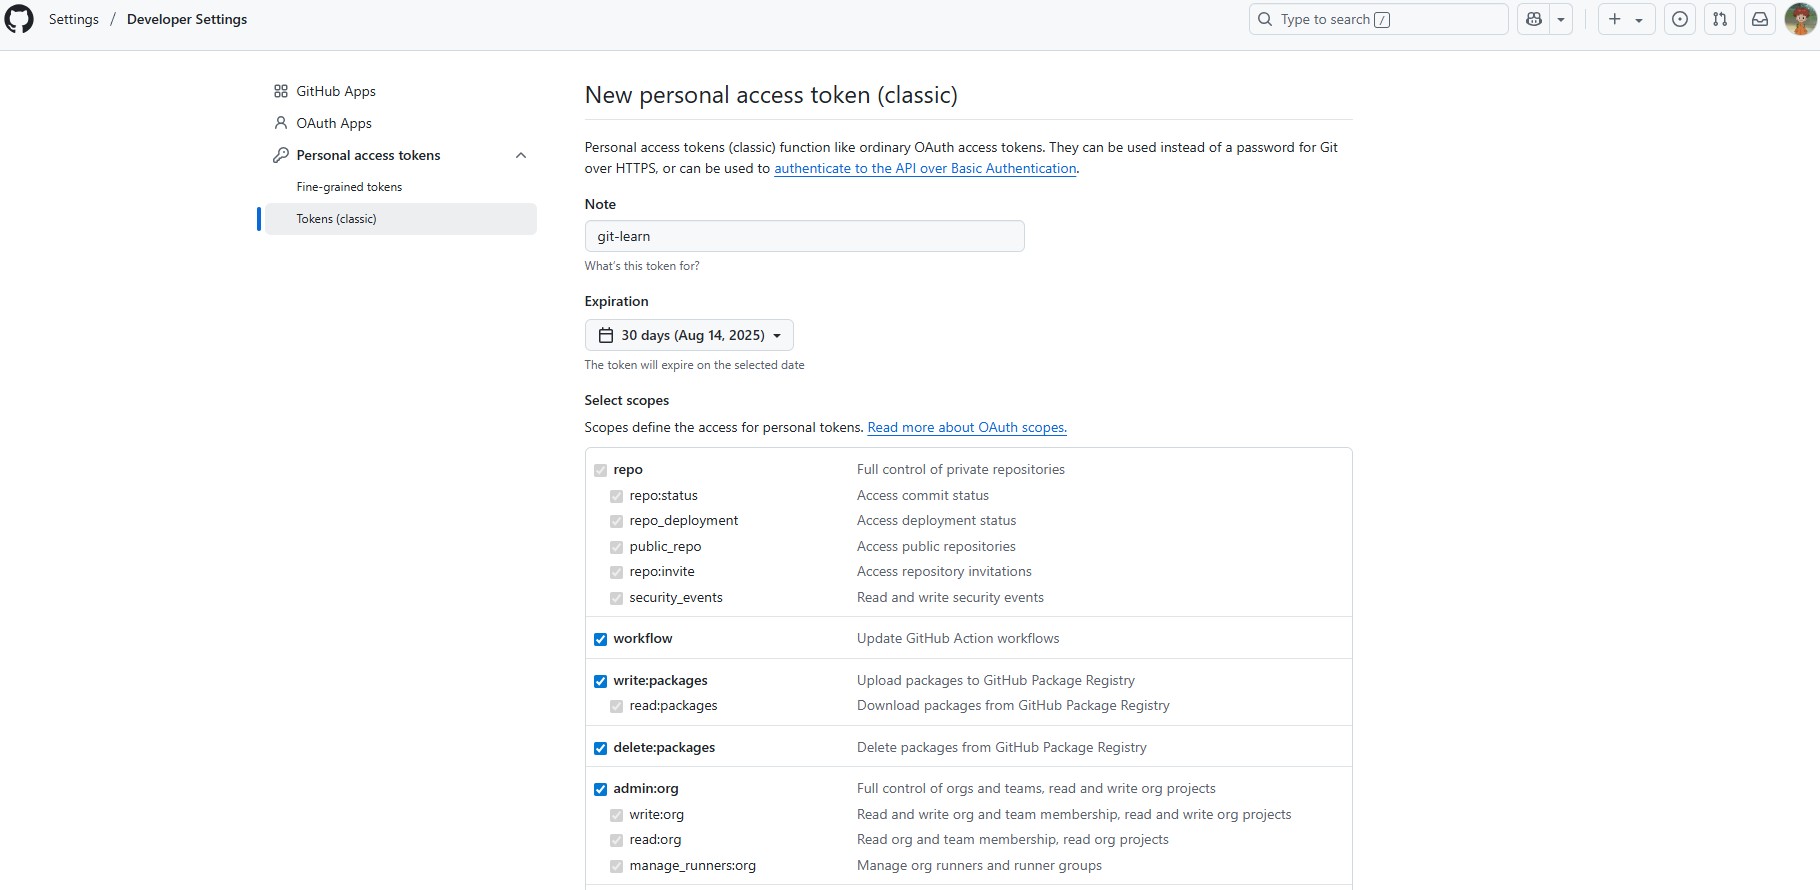 Settings / Developer Settings
Type to search /
GitHub Apps
OAuth Apps
Personal access tokens
Fine-grained tokens
Tokens (classic)
New personal access token (classic)
Personal access tokens (classic) function like ordinary OAuth access tokens. They can be used instead of a password for Git
over HTTPS, or can be used to authenticate to the API over Basic Authentication.
Note
git-learn
What's this token for?
Expiration
30 days (Aug 14, 2025)
The token will expire on the selected date
Select scopes
Scopes define the access for personal tokens. Read more about OAuth scopes.
repo Full control of private repositories
repo:status Access commit status
repo_deployment Access deployment status
public_repo Access public repositories
repo:invite Access repository invitations
security_events Read and write security events
workflow Update GitHub Action workflows
write:packages Upload packages to GitHub Package Registry
read:packages Download packages from GitHub Package Registry
delete:packages Delete packages from GitHub Package Registry
admin:org Full control of orgs and teams, read and write org projects
write:org Read and write org and team membership, read and write org projects
read:org Read org and team membership, read org projects
manage_runners:org Manage org runners and runner groups